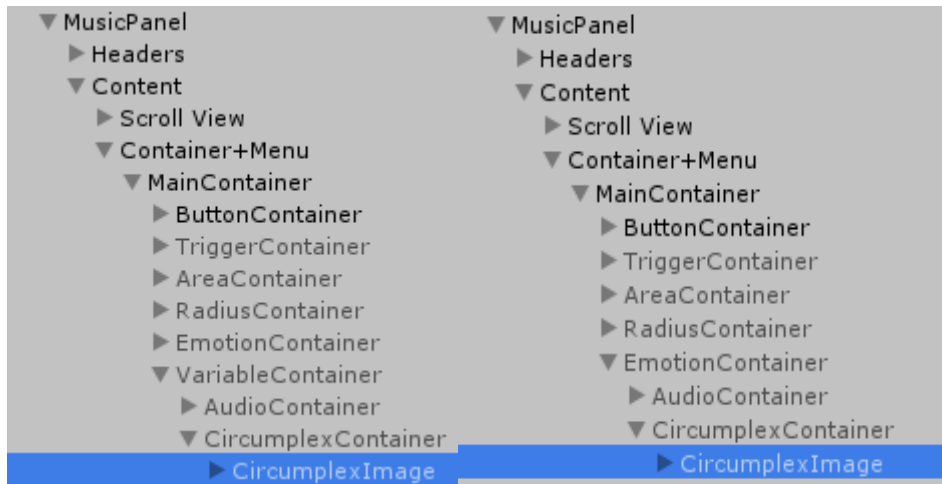 MusicPanel
Headers
Content
Scroll View
Container+Menu
MainContainer
ButtonContainer
TriggerContainer
AreaContainer
RadiusContainer
EmotionContainer
VariableContainer
AudioContainer
CircumplexContainer
CircumplexImage
MusicPanel
Headers
Content
Scroll View
Container+Menu
MainContainer
ButtonContainer
TriggerContainer
AreaContainer
RadiusContainer
EmotionContainer
AudioContainer
CircumplexContainer
CircumplexImage